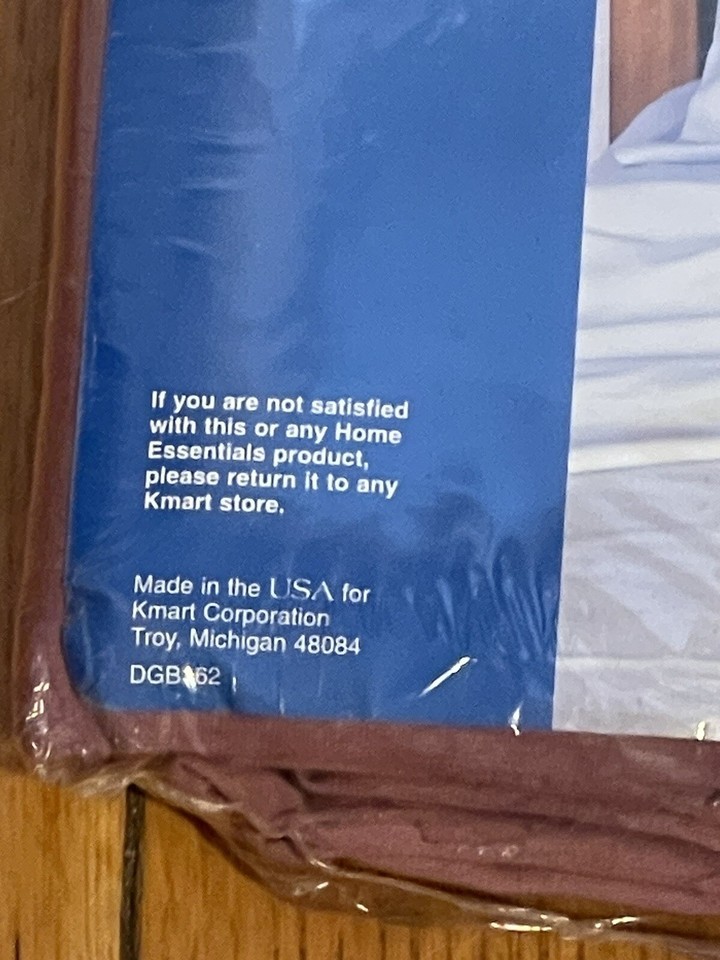 If you are not satisfied
with this or any Home
Essentials product,
please return it to any
Kmart store.
Made in the USA for
Kmart Corporation
Troy, Michigan 48084